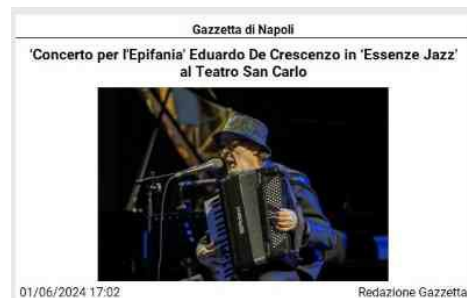 Gazzetta di Napoli
'Concerto per l'Epifania' Eduardo De Crescenzo in 'Essenze Jazz'
al Teatro San Carlo
01/06/2024 17:02
Redazione Gazzetta